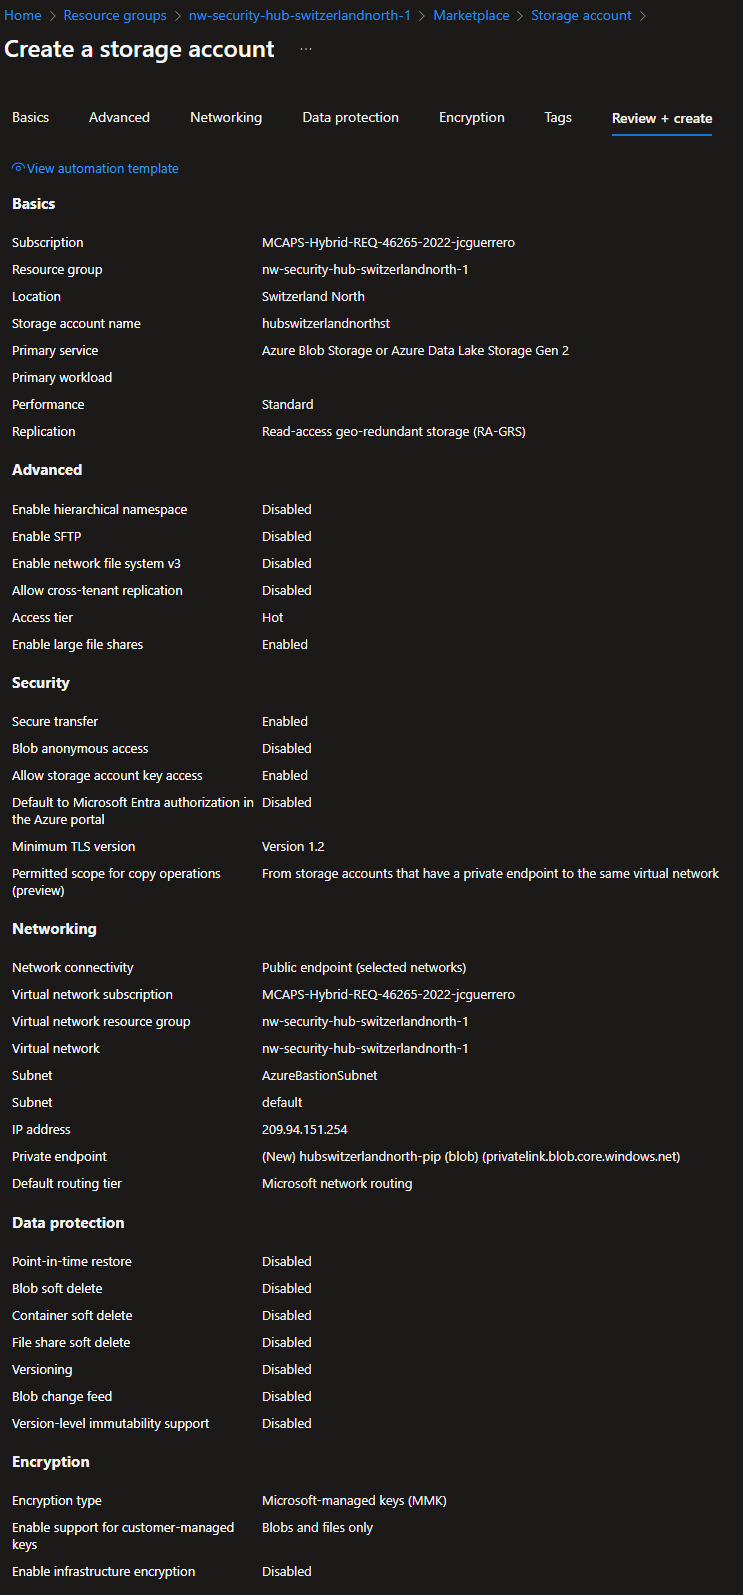 Home > Resource groups > nw-security-hub-switzerlandnorth-1 > Marketplace > Storage account >
Create a storage account ...
Basics Advanced Networking Data protection Encryption Tags Review + create
View automation template
Basics
Subscription MCAPS-Hybrid-REQ-46265-2022-jcguerrero
Resource group nw-security-hub-switzerlandnorth-1
Location Switzerland North
Storage account name hubswitzerlandnorthst
Primary service Azure Blob Storage or Azure Data Lake Storage Gen 2
Primary workload
Performance Standard
Replication Read-access geo-redundant storage (RA-GRS)
Advanced
Enable hierarchical namespace Disabled
Enable SFTP Disabled
Enable network file system v3 Disabled
Allow cross-tenant replication Disabled
Access tier Hot
Enable large file shares Enabled
Security
Secure transfer Enabled
Blob anonymous access Disabled
Allow storage account key access Enabled
Default to Microsoft Entra authorization in Disabled
the Azure portal
Minimum TLS version Version 1.2
Permitted scope for copy operations From storage accounts that have a private endpoint to the same virtual network
(preview)
Networking
Network connectivity Public endpoint (selected networks)
Virtual network subscription MCAPS-Hybrid-REQ-46265-2022-jcguerrero
Virtual network resource group nw-security-hub-switzerlandnorth-1
Virtual network nw-security-hub-switzerlandnorth-1
Subnet AzureBastionSubnet
Subnet default
IP address 209.94.151.254
Private endpoint (New) hubswitzerlandnorth-pip (blob) (privatelink.blob.core.windows.net)
Default routing tier Microsoft network routing
Data protection
Point-in-time restore Disabled
Blob soft delete Disabled
Container soft delete Disabled
File share soft delete Disabled
Versioning Disabled
Blob change feed Disabled
Version-level immutability support Disabled
Encryption
Encryption type Microsoft-managed keys (MMK)
Enable support for customer-managed Blobs and files only
keys
Enable infrastructure encryption Disabled